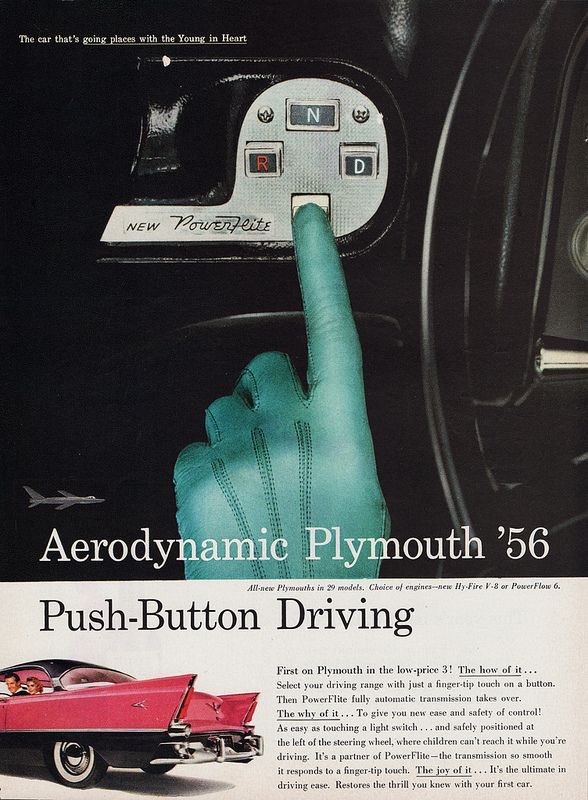 The car that's going places with the Young in Heart
N
R
D
NEW PowerFlite
Aerodynamic Plymouth '56
All-new Plymouths in 29 models. Choice of engines—new Hy-Fire V-8 or PowerFlow 6.
Push-Button Driving
First on Plymouth in the low-price 3! The how of it...
Select your driving range with just a finger-tip touch on a button.
Then PowerFlite fully automatic transmission takes over.
The why of it... To give you new ease and safety of control!
As easy as touching a light switch... and safely positioned at
the left of the steering wheel, where children can't reach it while you're
driving. It's a partner of PowerFlite—the transmission so smooth
it responds to a finger-tip touch. The joy of it... It's the ultimate in
driving ease. Restores the thrill you knew with your first car.